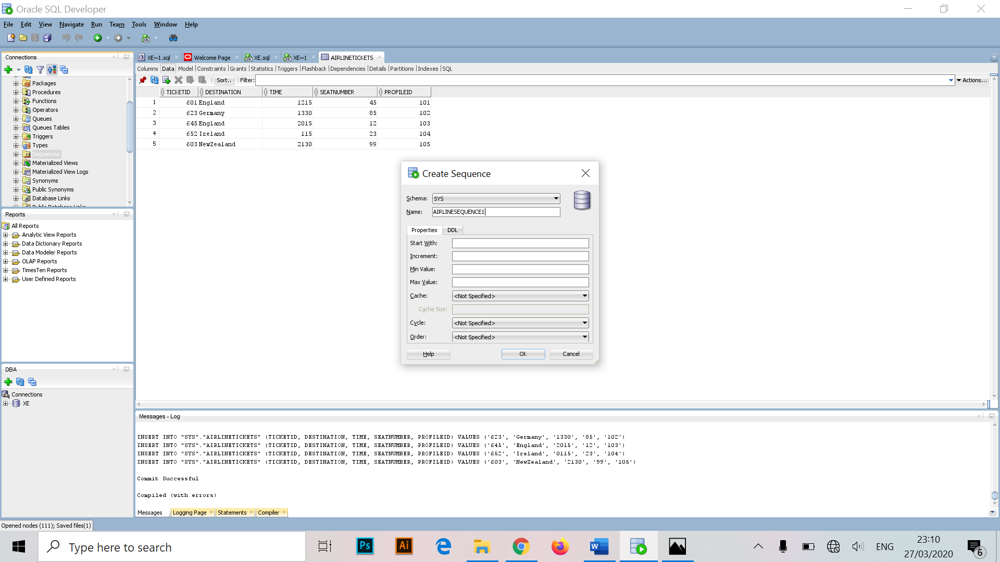 Oracle SQL Developer
File Edit View Navigate Run Team Tools Window Help
Connections
XE~1.sql Welcome Page XE.sql XE~1 AIRLINETICKETS
Columns Data Model Constraints Grants Statistics Triggers Flashback Dependencies Details Partitions Indexes SQL
Sort.. Filter: Actions...
TICKETID DESTINATION TIME SEATNUMBER PROFILEID
1 601 England 1215 45 101
2 623 Germany 1330 85 102
3 645 England 2015 12 103
4 652 Ireland 115 23 104
5 603 NewZealand 2130 99 105
Packages
Procedures
Functions
Operators
Queues
Queues Tables
Triggers
Types
Sequences
Materialized Views
Materialized View Logs
Synonyms
Public Synonyms
Database Links
Public Database Links
Reports
All Reports
Analytic View Reports
Data Dictionary Reports
Data Modeler Reports
OLAP Reports
TimesTen Reports
User Defined Reports
DBA
Connections
XE
Create Sequence
Schema: SYS
Name: AIRLINESEQUENCE1
Properties DDL
Start With:
Increment:
Min Value:
Max Value:
Cache: <Not Specified>
Cache Size:
Cycle: <Not Specified>
Order: <Not Specified>
Help OK Cancel
Messages - Log
INSERT INTO "SYS"."AIRLINETICKETS" (TICKETID, DESTINATION, TIME, SEATNUMBER, PROFILEID) VALUES ('623', 'Germany', '1330', '85', '102')
INSERT INTO "SYS"."AIRLINETICKETS" (TICKETID, DESTINATION, TIME, SEATNUMBER, PROFILEID) VALUES ('645', 'England', '2015', '12', '103')
INSERT INTO "SYS"."AIRLINETICKETS" (TICKETID, DESTINATION, TIME, SEATNUMBER, PROFILEID) VALUES ('652', 'Ireland', '0115', '23', '104')
INSERT INTO "SYS"."AIRLINETICKETS" (TICKETID, DESTINATION, TIME, SEATNUMBER, PROFILEID) VALUES ('603', 'NewZealand', '2130', '99', '105')
Commit Successful
Compiled (with errors)
Messages Logging Page Statements Compiler
Opened nodes (111); Saved files(1)
Type here to search
Ps Ai W
ENG
23:10
27/03/2020
6